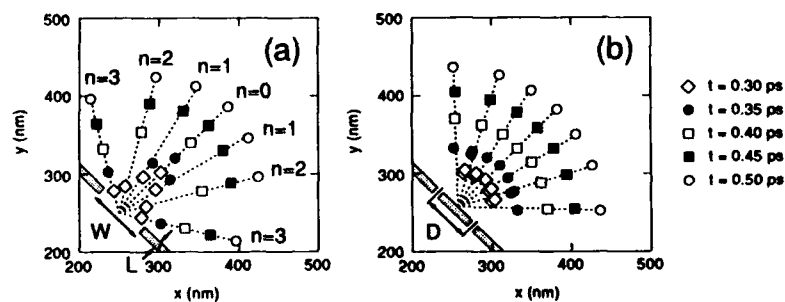 500
400
300
200
y (nm)
200
300
400
500
x (nm)
(a)
n=3
n=2
n=1
n=0
n=1
n=2
n=3
W
L
500
400
300
200
y (nm)
200
300
400
500
x (nm)
(b)
D
t = 0.30 ps
t = 0.35 ps
t = 0.40 ps
t = 0.45 ps
t = 0.50 ps